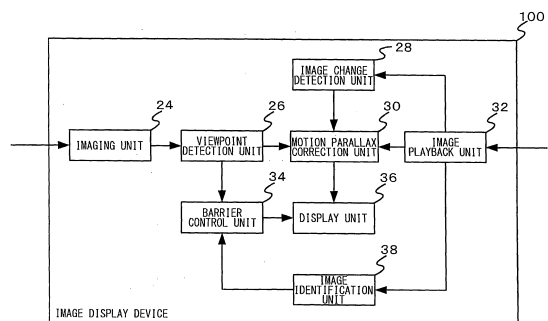 100
28
IMAGE CHANGE
DETECTION UNIT
24
26
30
32
IMAGING UNIT
VIEWPOINT
DETECTION UNIT
MOTION PARALLAX
CORRECTION UNIT
IMAGE
PLAYBACK UNIT
34
36
BARRIER
CONTROL UNIT
DISPLAY UNIT
38
IMAGE
IDENTIFICATION
UNIT
IMAGE DISPLAY DEVICE